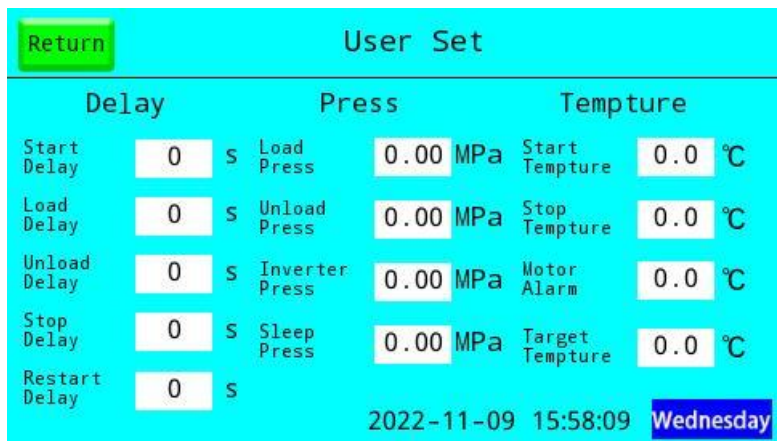 Return
User Set
Delay
Press
Tempture
Start
Delay
0 s
Load
Press
0.00 MPa
Start
Tempture
0.0 ℃
Load
Delay
0 s
Unload
Press
0.00 MPa
Stop
Tempture
0.0 ℃
Unload
Delay
0 s
Inverter
Press
0.00 MPa
Motor
Alarm
0.0 ℃
Stop
Delay
0 s
Sleep
Press
0.00 MPa
Target
Tempture
0.0 ℃
Restart
Delay
0 s
2022-11-09 15:58:09 Wednesday